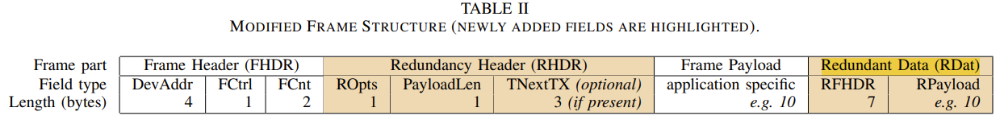 TABLE II
MODIFIED FRAME STRUCTURE (NEWLY ADDED FIELDS ARE HIGHLIGHTED).
Frame part Frame Header (FHDR) Redundancy Header (RHDR) Frame Payload Redundant Data (RDat)
Field type DevAddr FCtrl FCnt ROpts PayloadLen TNextTX (optional) application specific RFHDR RPayload
Length (bytes) 4 1 2 1 1 3 (if present) e.g. 10 7 e.g. 10